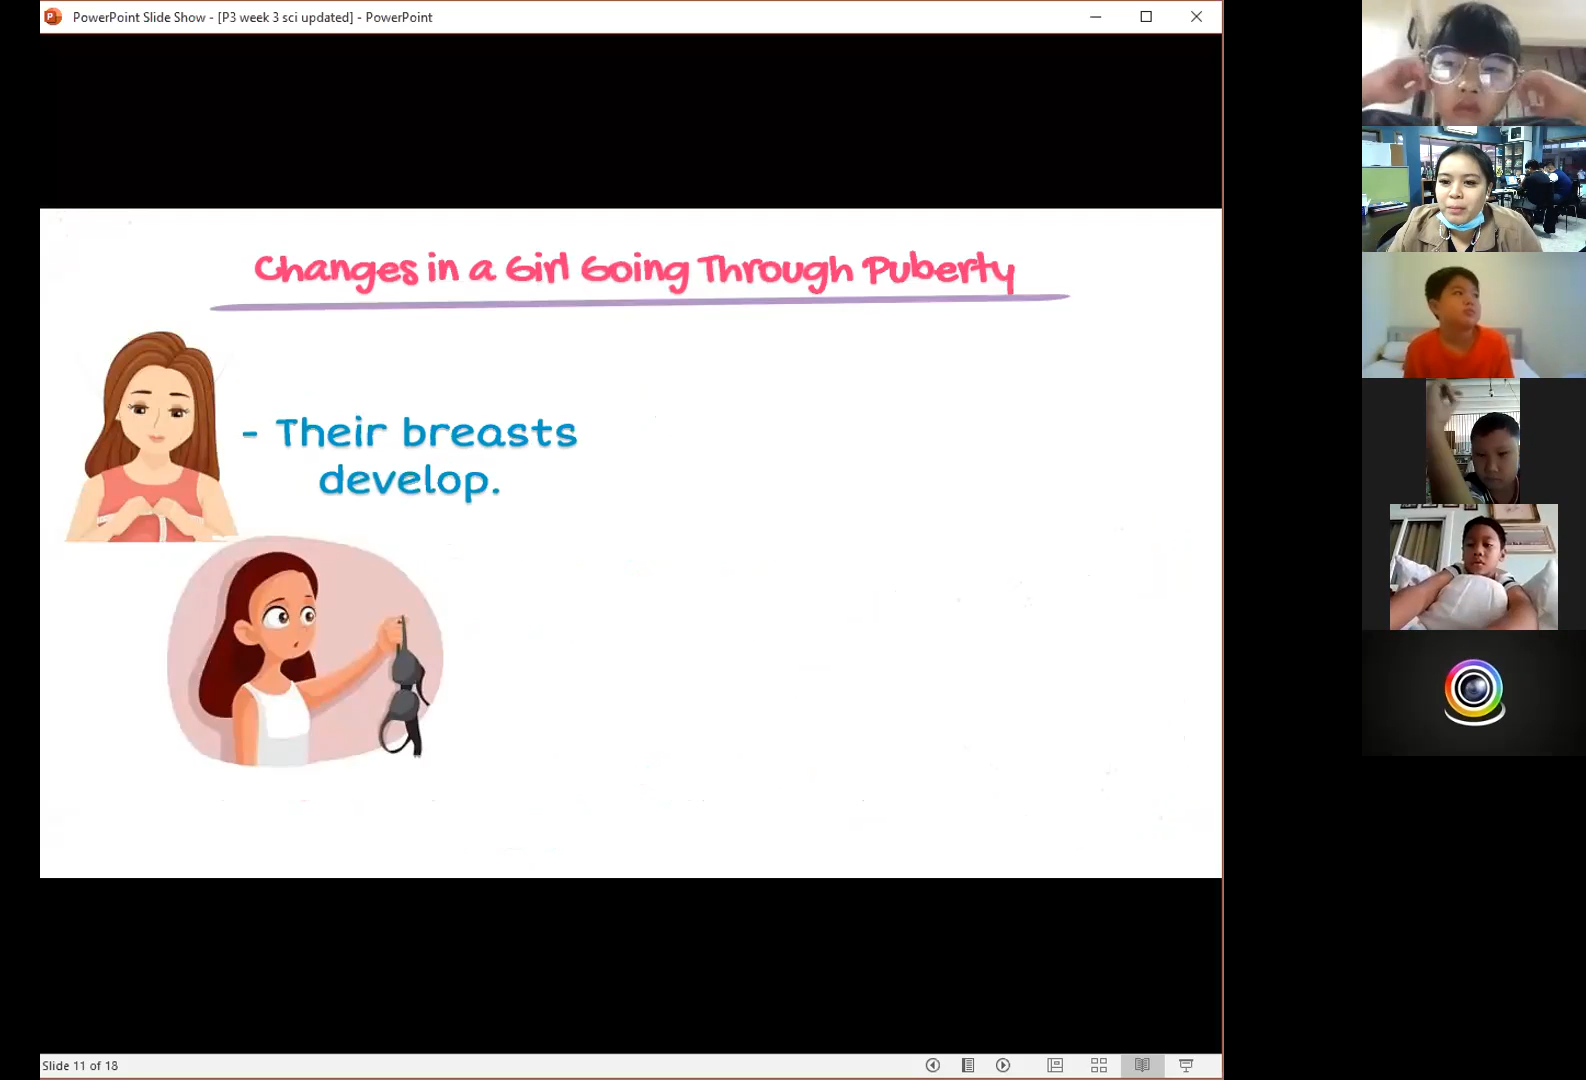 PowerPoint Slide Show - [P3 week 3 sci updated] - PowerPoint
Changes in a Girl Going Through Puberty
- Their breasts
develop.
Slide 11 of 18